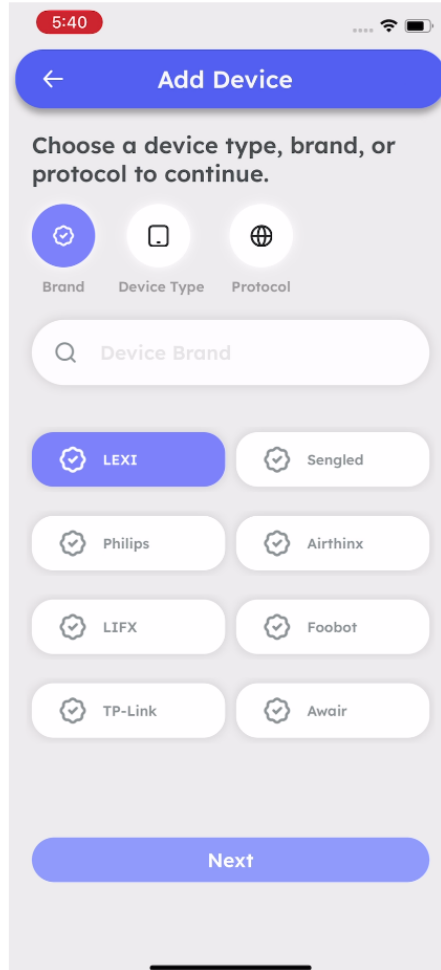 5:40
Add Device
Choose a device type, brand, or
protocol to continue.
Brand Device Type Protocol
Device Brand
LEXI Sengled
Philips Airthinx
LIFX Foobot
TP-Link Awair
Next